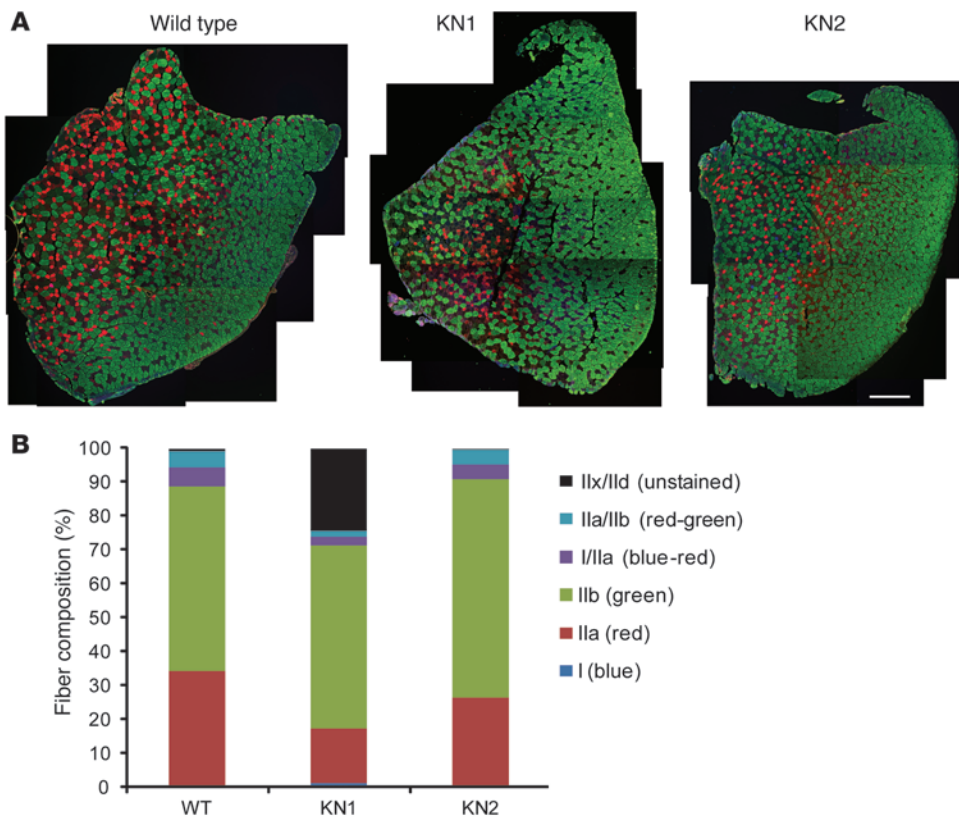 A
Wild type
KN1
KN2
B
Fiber composition (%)
100
90
80
70
60
50
40
30
20
10
0
WT
KN1
KN2
IIx/IId (unstained)
IIa/IIb (red-green)
I/IIa (blue-red)
IIb (green)
IIa (red)
I (blue)